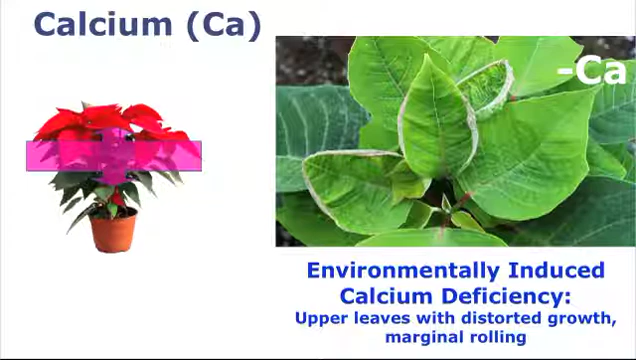 Calcium (Ca)
-Ca
Environmentally Induced
Calcium Deficiency:
Upper leaves with distorted growth,
marginal rolling